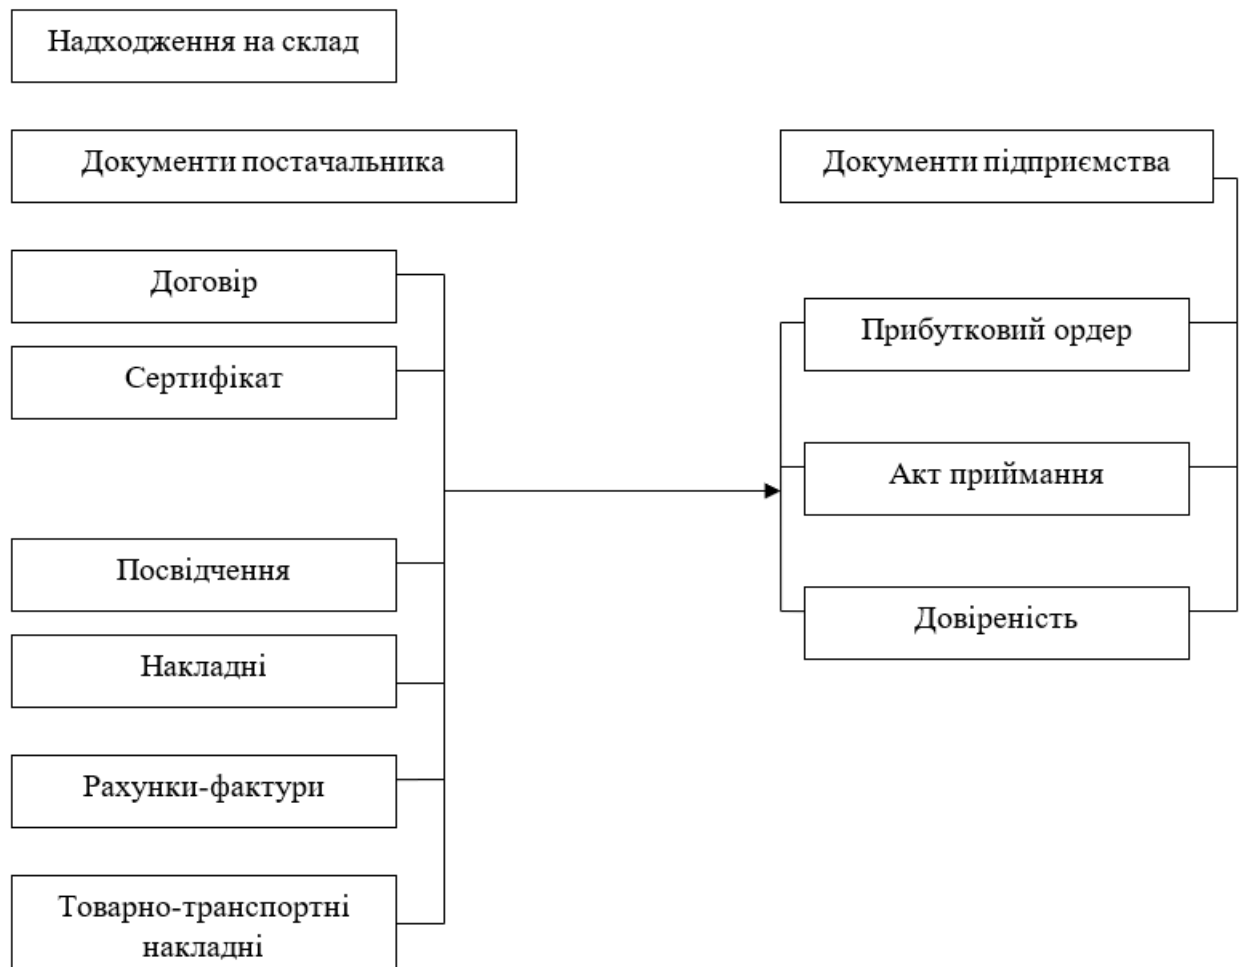 Надходження на склад
Документи постачальника
Документи підприємства
Договір
Сертифікат
Посвідчення
Накладні
Рахунки-фактури
Товарно-транспортні
накладні
Прибутковий ордер
Акт приймання
Довіреність